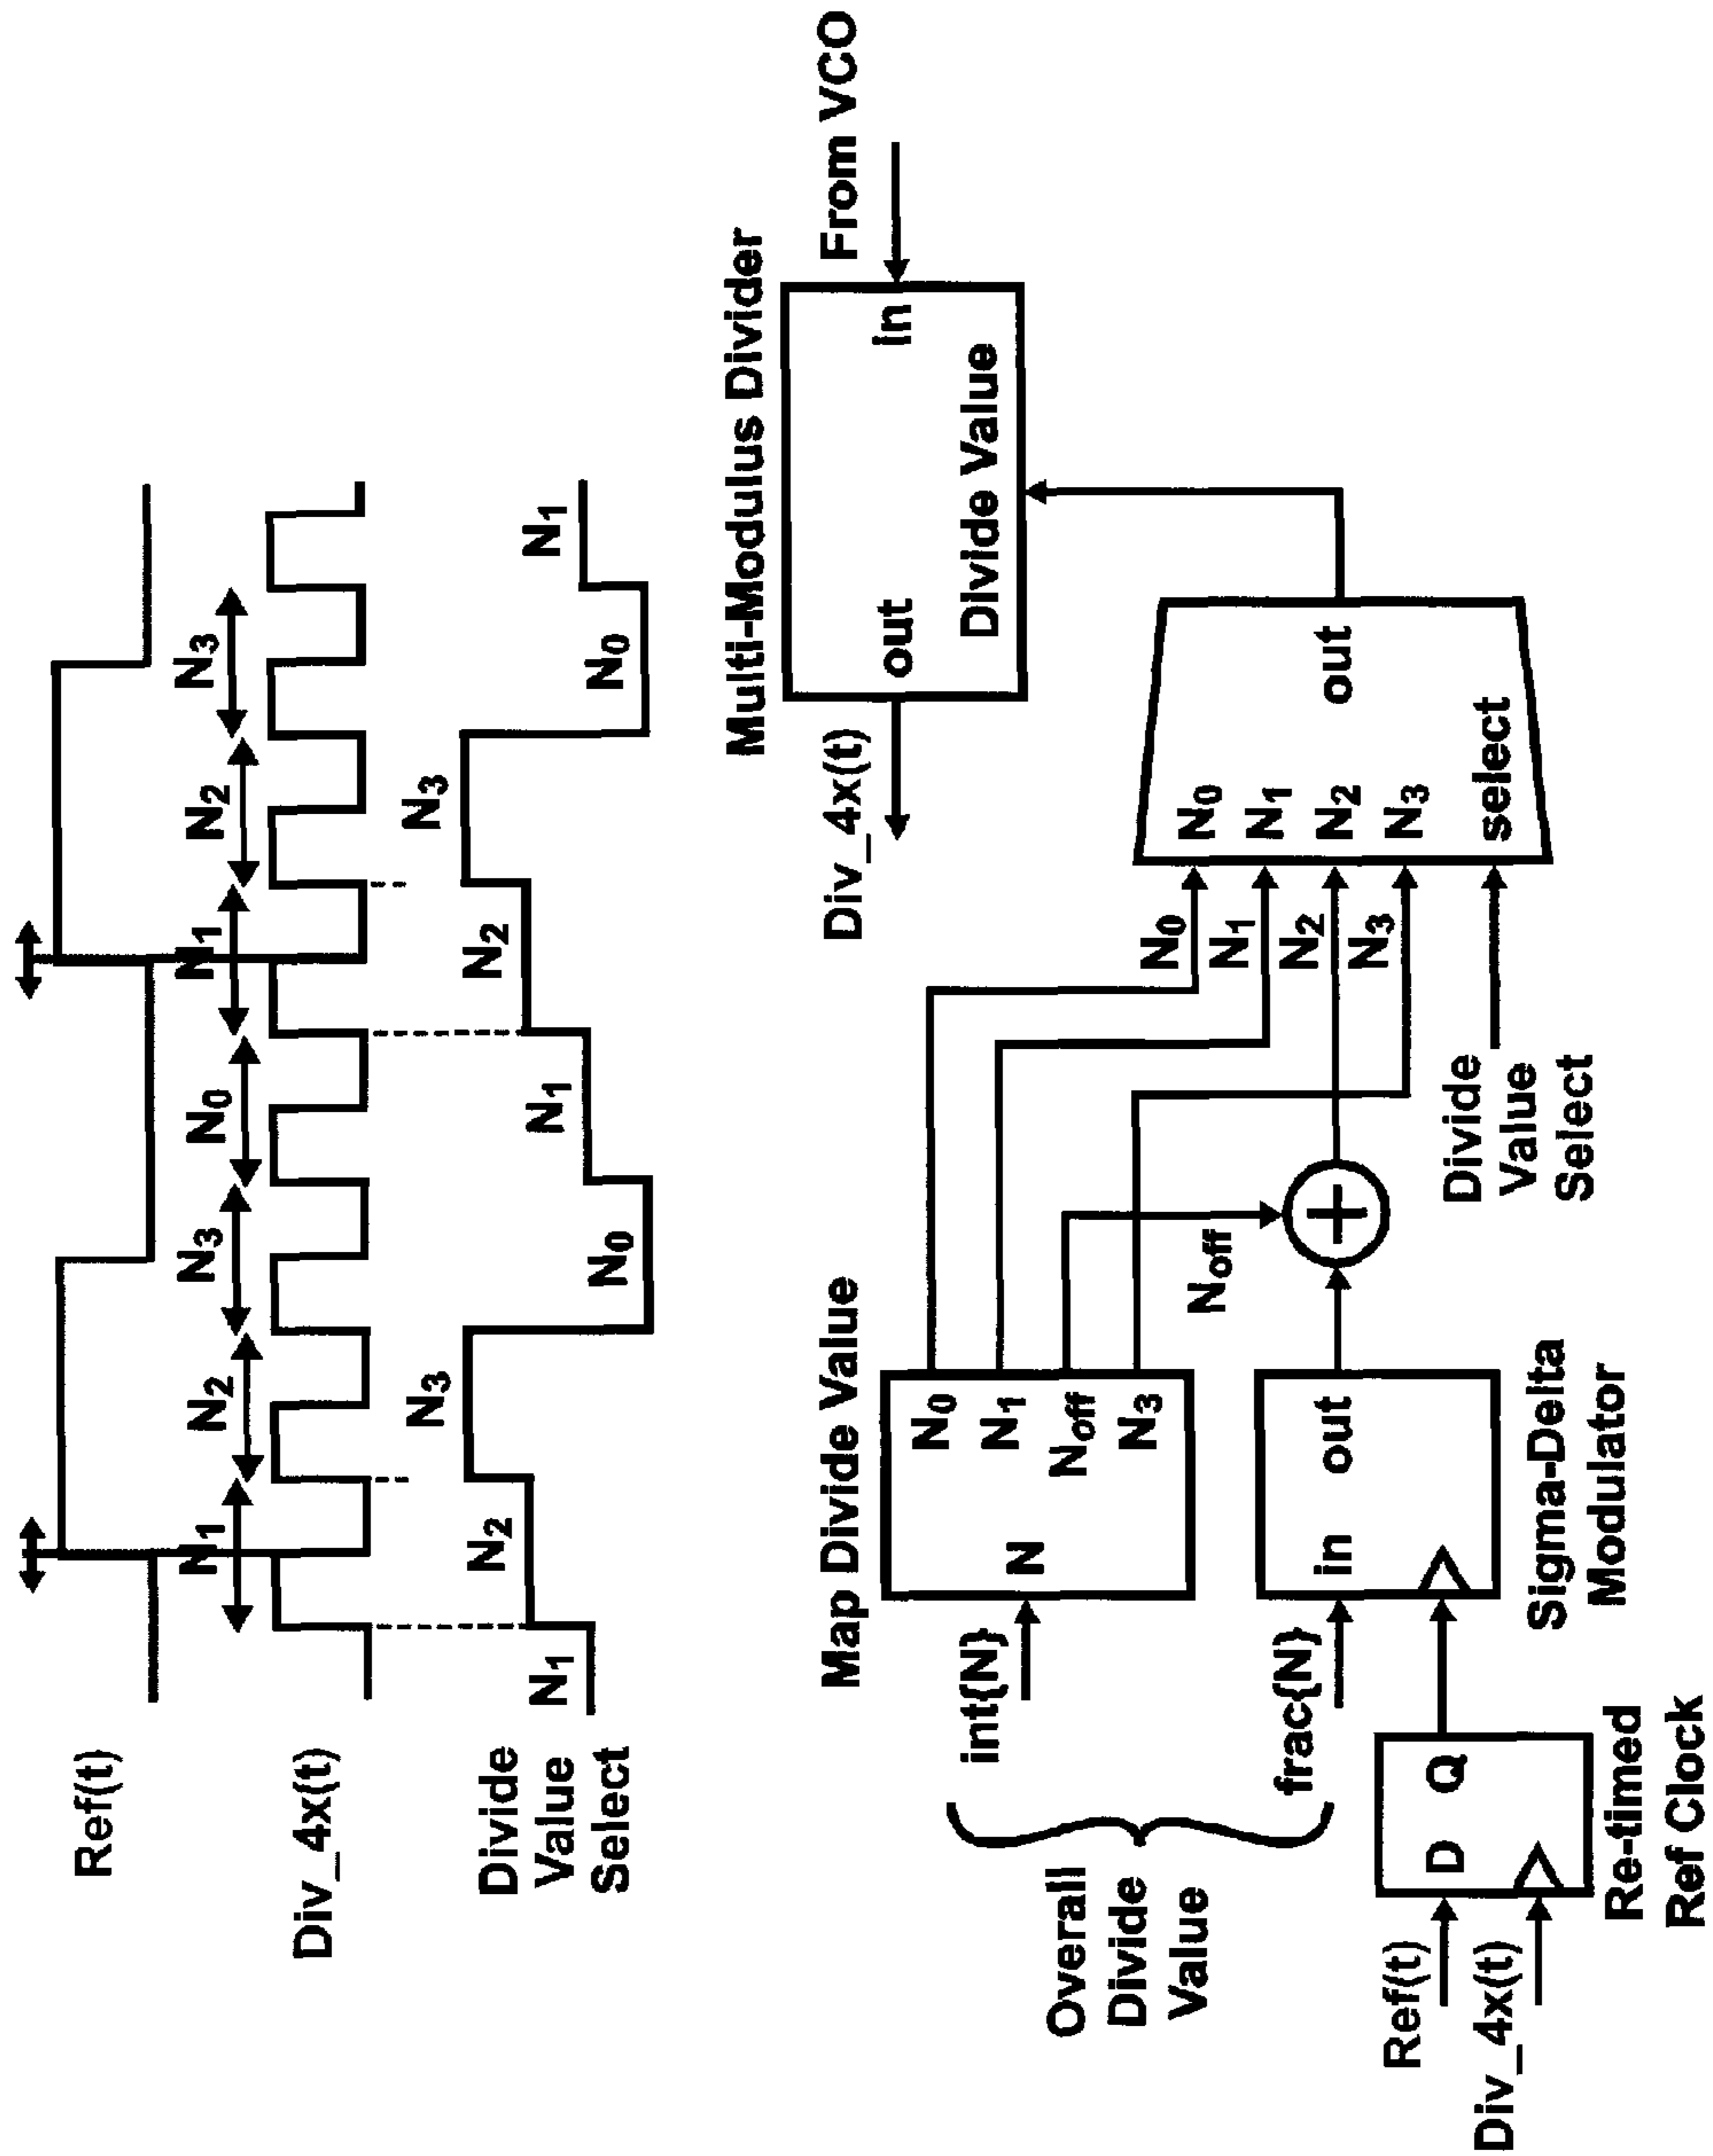 Ref(t)
Div_4x(t)
N1
N2
N3
N0
N1
N2
N3
Divide
Value
Select
N1
N2
N3
N0
N1
N2
N3
N0
N1
Map Divide Value
int{N}
N
N0
N1
Noff
N3
Overall
Divide
Value
frac{N}
in
out
Sigma-Delta
Modulator
Ref(t)
Div_4x(t)
D
Q
Re-timed
Ref Clock
Noff
+
N0
N1
N2
N3
Divide
Value
Select
N0
N1
N2
N3
select
out
Multi-Modulus Divider
Div_4x(t)
out
in
Divide Value
From VCO